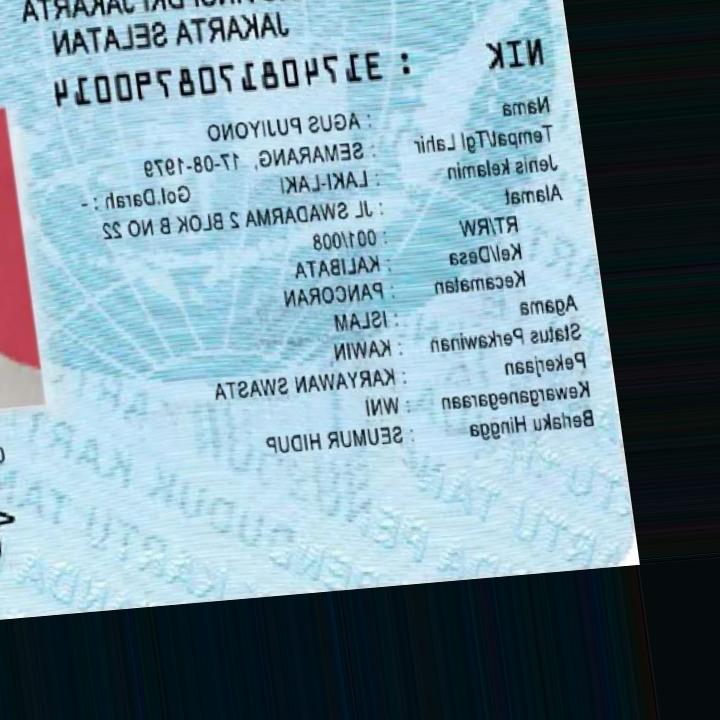 DKI JAKARTA
JAKARTA SELATAN
NIK : 3174081708790014
Nama : AGUS PUJIYONO
Tempat/Tgl Lahir : SEMARANG, 17-08-1979
Jenis kelamin : LAKI-LAKI Gol.Darah : -
Alamat : JL SWADARMA 2 BLOK B NO 22
RT/RW : 001/008
Kel/Desa : KALIBATA
Kecamatan : PANCORAN
Agama : ISLAM
Status Perkawinan : KAWIN
Pekerjaan : KARYAWAN SWASTA
Kewarganegaraan : WNI
Berlaku Hingga : SEUMUR HIDUP